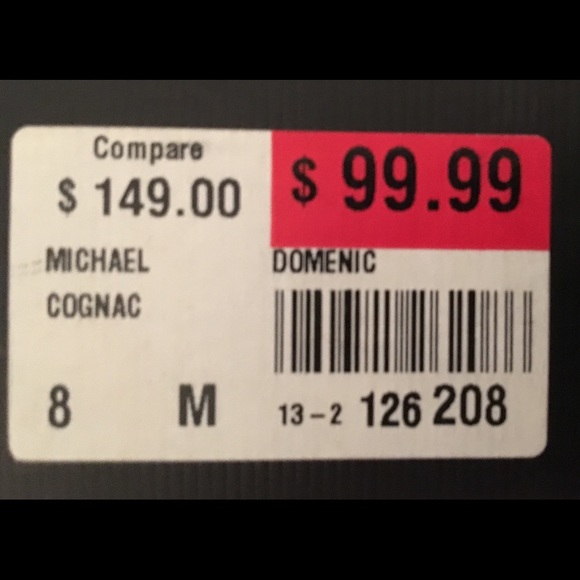 Compare
$ 149.00
$ 99.99
MICHAEL
DOMENIC
COGNAC
8 M
13-2 126 208